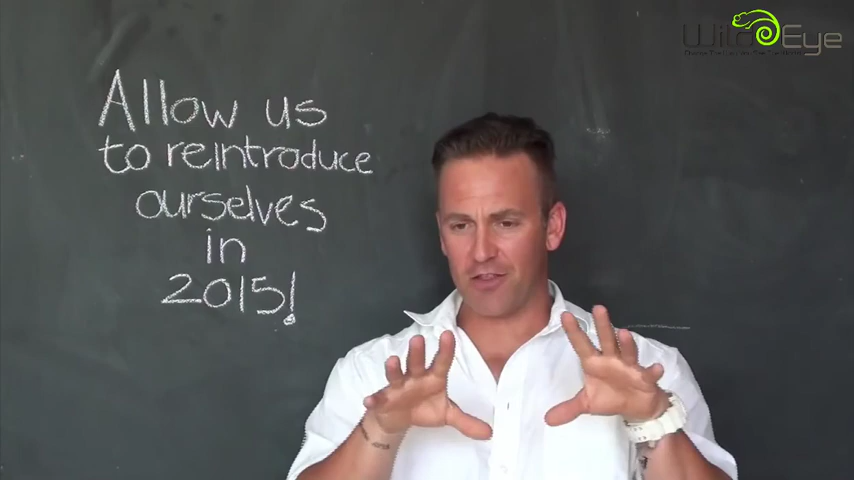 Wild Eye
Allow us
to reintroduce
ourselves
in
2015!